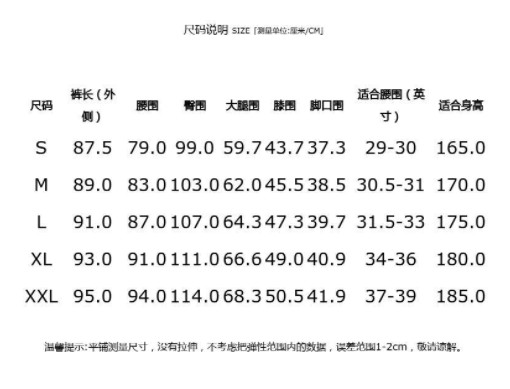 尺码说明 SIZE「测量单位:厘米/CM」
尺码 裤长（外侧） 腰围 臀围 大腿围 膝围 脚口围 适合腰围（英寸） 适合身高
S 87.5 79.0 99.0 59.7 43.7 37.3 29-30 165.0
M 89.0 83.0 103.0 62.0 45.5 38.5 30.5-31 170.0
L 91.0 87.0 107.0 64.3 47.3 39.7 31.5-33 175.0
XL 93.0 91.0 111.0 66.6 49.0 40.9 34-36 180.0
XXL 95.0 94.0 114.0 68.3 50.5 41.9 37-39 185.0
温馨提示:平铺测量尺寸，没有拉伸，不考虑把弹性范围内的数据，误差范围1-2cm，敬请谅解。